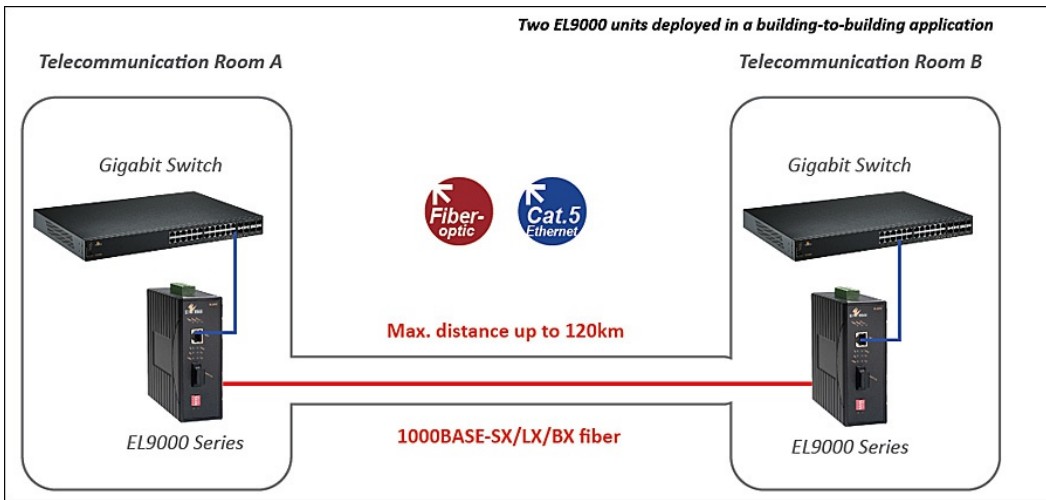 Two EL9000 units deployed in a building-to-building application
Telecommunication Room A
Telecommunication Room B
Gigabit Switch
Gigabit Switch
Fiber-
optic
Cat.5
Ethernet
Max. distance up to 120km
1000BASE-SX/LX/BX fiber
EL9000 Series
EL9000 Series